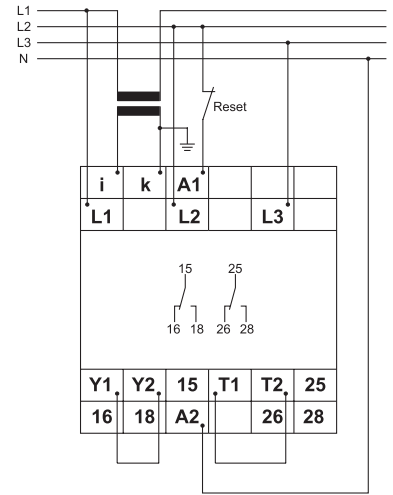 L1
L2
L3
N
Reset
i k A1
L1 L2 L3
15 25
16 18 26 28
Y1 Y2 15 T1 T2 25
16 18 A2 26 28